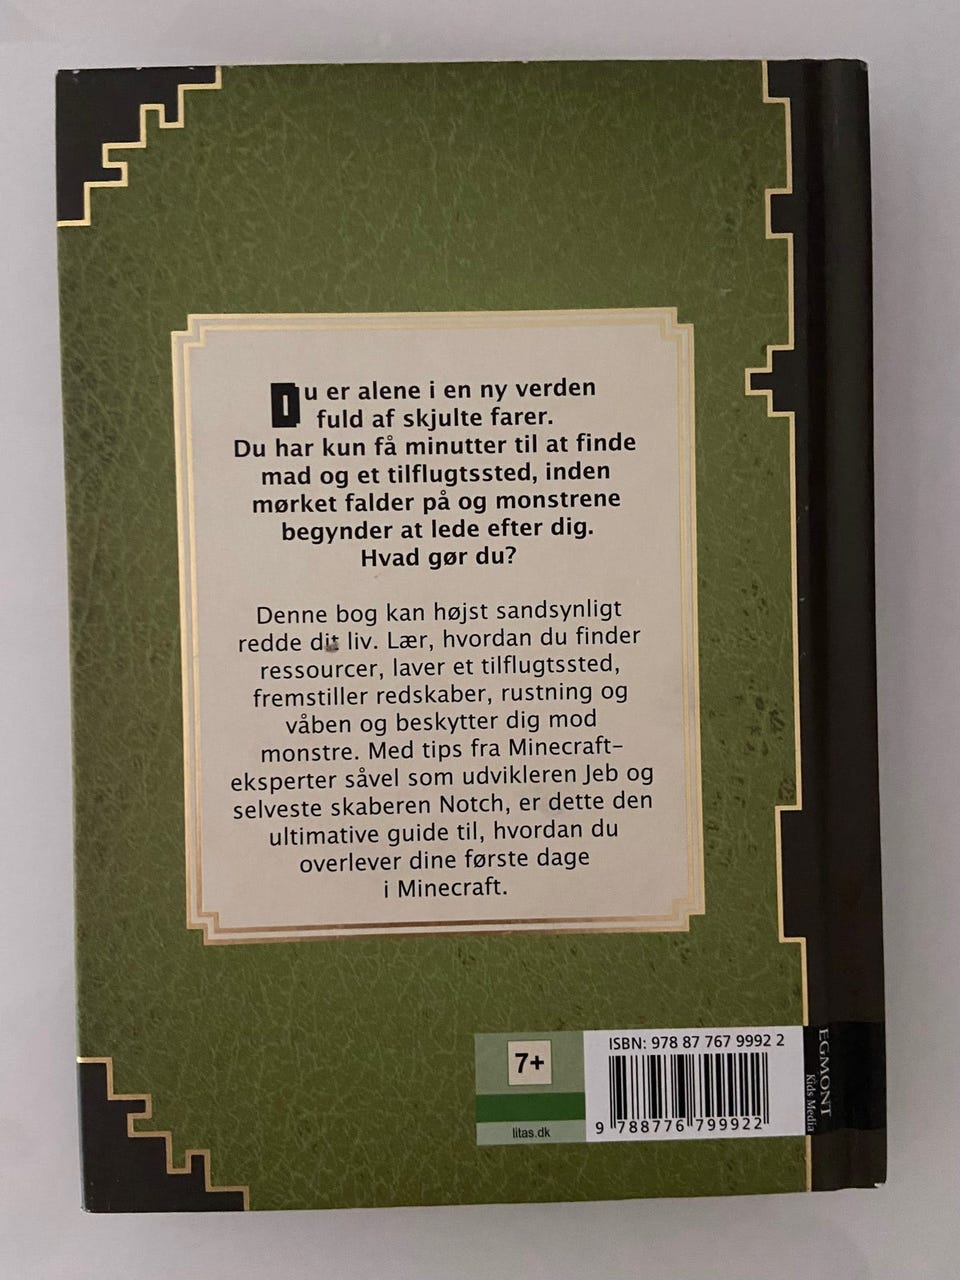 Du er alene i en ny verden
fuld af skjulte farer.
Du har kun få minutter til at finde
mad og et tilflugtssted, inden
mørket falder på og monstrene
begynder at lede efter dig.
Hvad gør du?
Denne bog kan højst sandsynligt
redde dit liv. Lær, hvordan du finder
ressourcer, laver et tilflugtssted,
fremstiller redskaber, rustning og
våben og beskytter dig mod
monstre. Med tips fra Minecraft-
eksperter såvel som udvikleren Jeb og
selveste skaberen Notch, er dette den
ultimative guide til, hvordan du
overlever dine første dage
i Minecraft.
7+
litas.dk
ISBN: 978 87 767 9992 2
9 788776 799922
EGMONT
Kids Media